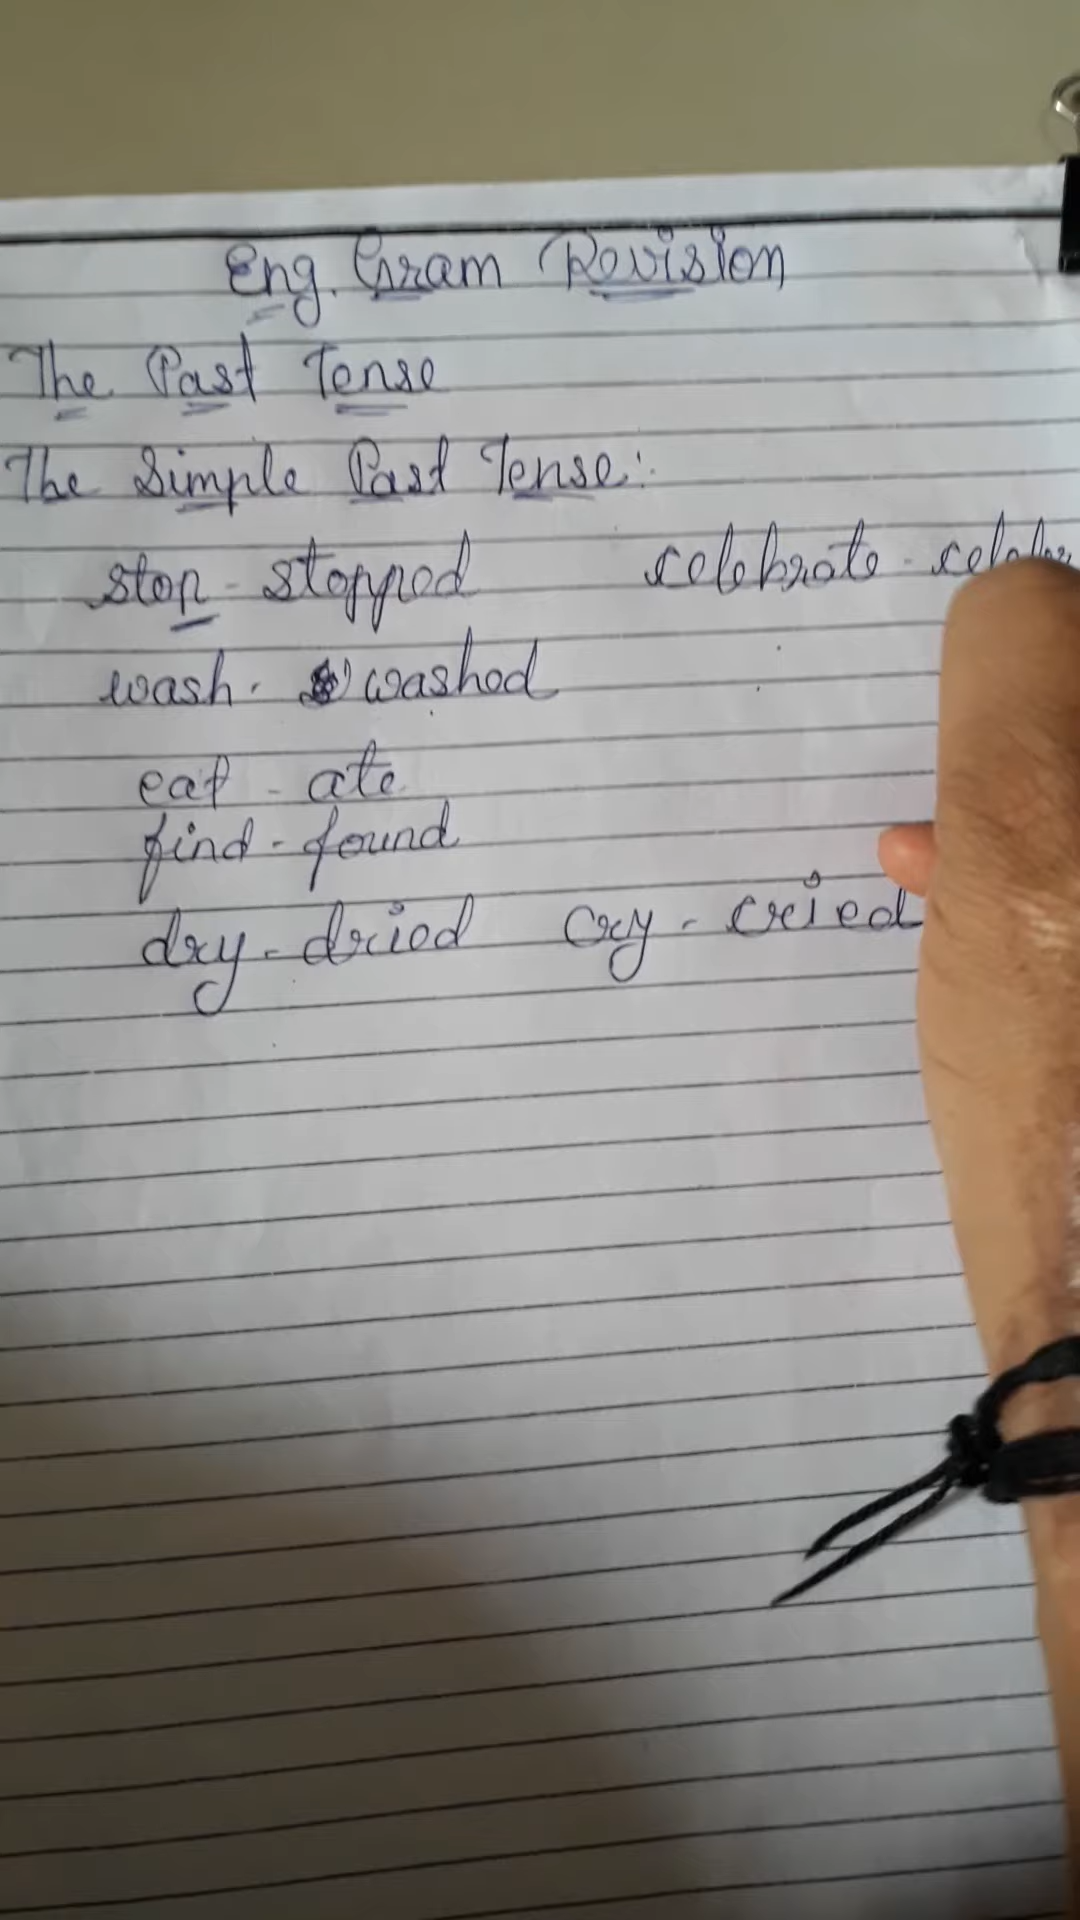 Eng. Gram Revision
The Past Tense
The Simple Past Tense:
stop - stopped celebrate -
wash - washed
eat - ate
find - found
dry - dried cry - cried